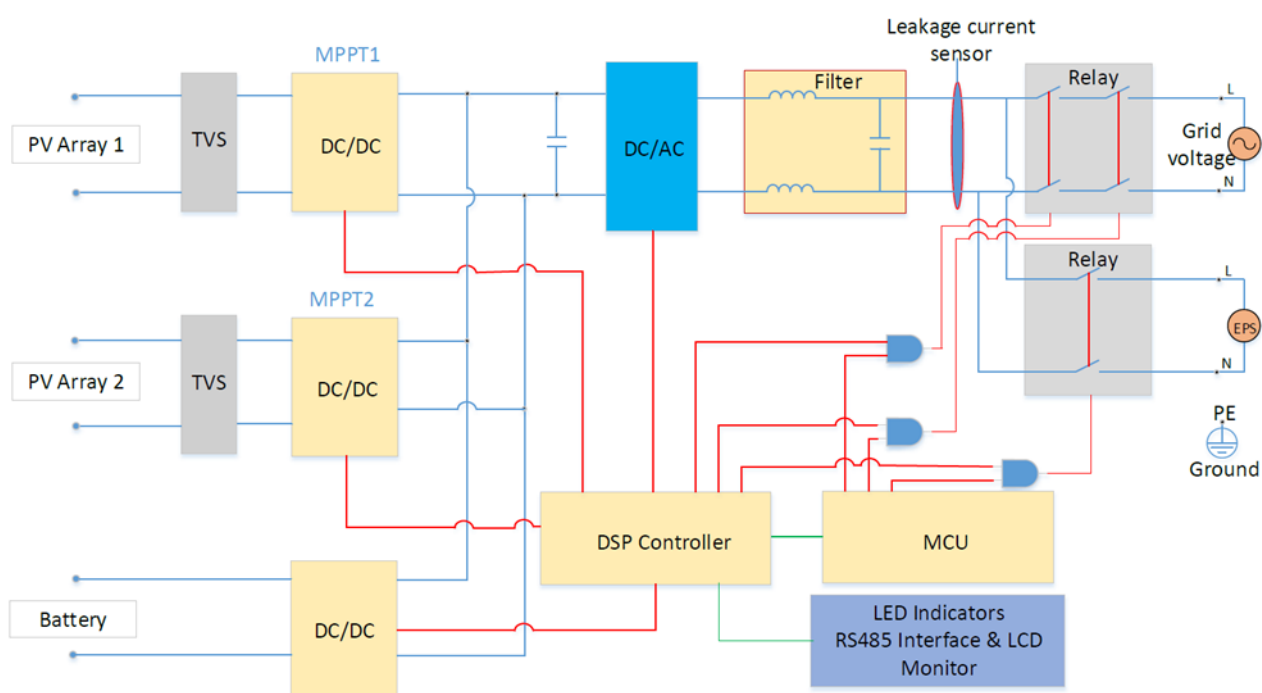 Leakage current
sensor
MPPT1
Filter
Relay
L
PV Array 1
TVS
DC/DC
DC/AC
Grid
voltage
N
Relay
MPPT2
L
EPS
PV Array 2
TVS
DC/DC
N
PE
Ground
DSP Controller
MCU
Battery
DC/DC
LED Indicators
RS485 Interface & LCD
Monitor